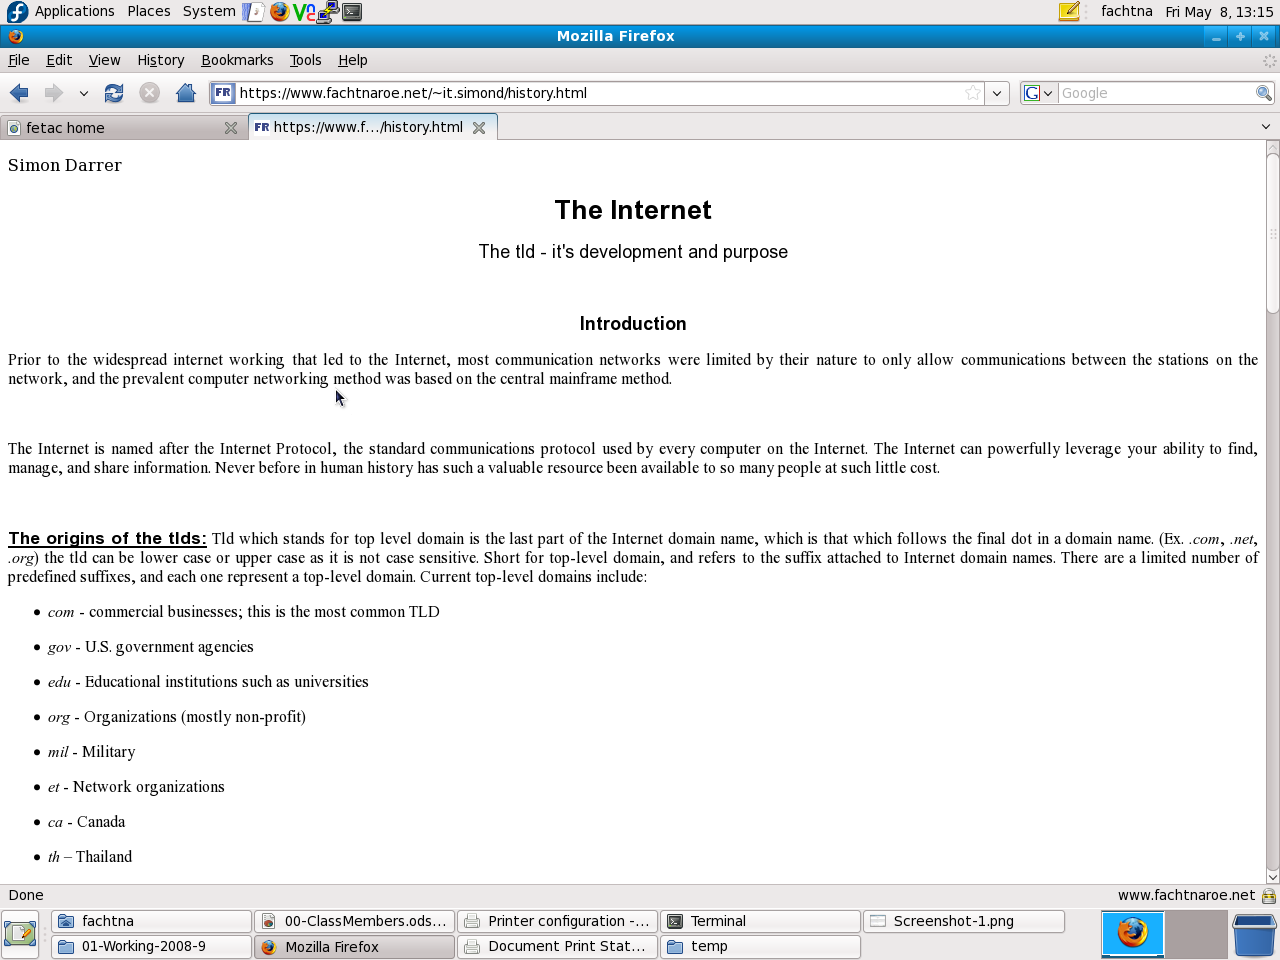 Applications Places System
fachtna Fri May 8, 13:15
Mozilla Firefox
File Edit View History Bookmarks Tools Help
FR https://www.fachtnaroe.net/~it.simond/history.html
G Google
fetac home
FR https://www.f.../history.html
Simon Darrer
The Internet
The tld - it's development and purpose
Introduction
Prior to the widespread internet working that led to the Internet, most communication networks were limited by their nature to only allow communications between the stations on the
network, and the prevalent computer networking method was based on the central mainframe method.
The Internet is named after the Internet Protocol, the standard communications protocol used by every computer on the Internet. The Internet can powerfully leverage your ability to find,
manage, and share information. Never before in human history has such a valuable resource been available to so many people at such little cost.
The origins of the tlds: Tld which stands for top level domain is the last part of the Internet domain name, which is that which follows the final dot in a domain name. (Ex. .com, .net,
.org) the tld can be lower case or upper case as it is not case sensitive. Short for top-level domain, and refers to the suffix attached to Internet domain names. There are a limited number of
predefined suffixes, and each one represent a top-level domain. Current top-level domains include:
• com - commercial businesses; this is the most common TLD
• gov - U.S. government agencies
• edu - Educational institutions such as universities
• org - Organizations (mostly non-profit)
• mil - Military
• et - Network organizations
• ca - Canada
• th – Thailand
Done
www.fachtnaroe.net
fachtna
00-ClassMembers.ods...
Printer configuration -...
Terminal
Screenshot-1.png
01-Working-2008-9
Mozilla Firefox
Document Print Stat...
temp